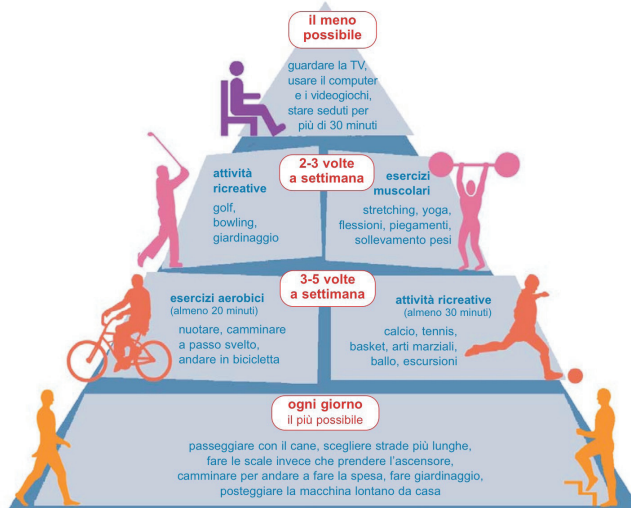 il meno
possibile
guardare la TV,
usare il computer
e i videogiochi,
stare seduti per
più di 30 minuti
2-3 volte
a settimana
attività
ricreative
golf,
bowling,
giardinaggio
esercizi
muscolari
stretching, yoga,
flessioni, piegamenti,
sollevamento pesi
3-5 volte
a settimana
esercizi aerobici
(almeno 20 minuti)
nuotare, camminare
a passo svelto,
andare in bicicletta
attività ricreative
(almeno 30 minuti)
calcio, tennis,
basket, arti marziali,
ballo, escursioni
ogni giorno
il più possibile
passeggiare con il cane, scegliere strade più lunghe,
fare le scale invece che prendere l'ascensore,
camminare per andare a fare la spesa, fare giardinaggio,
posteggiare la macchina lontano da casa